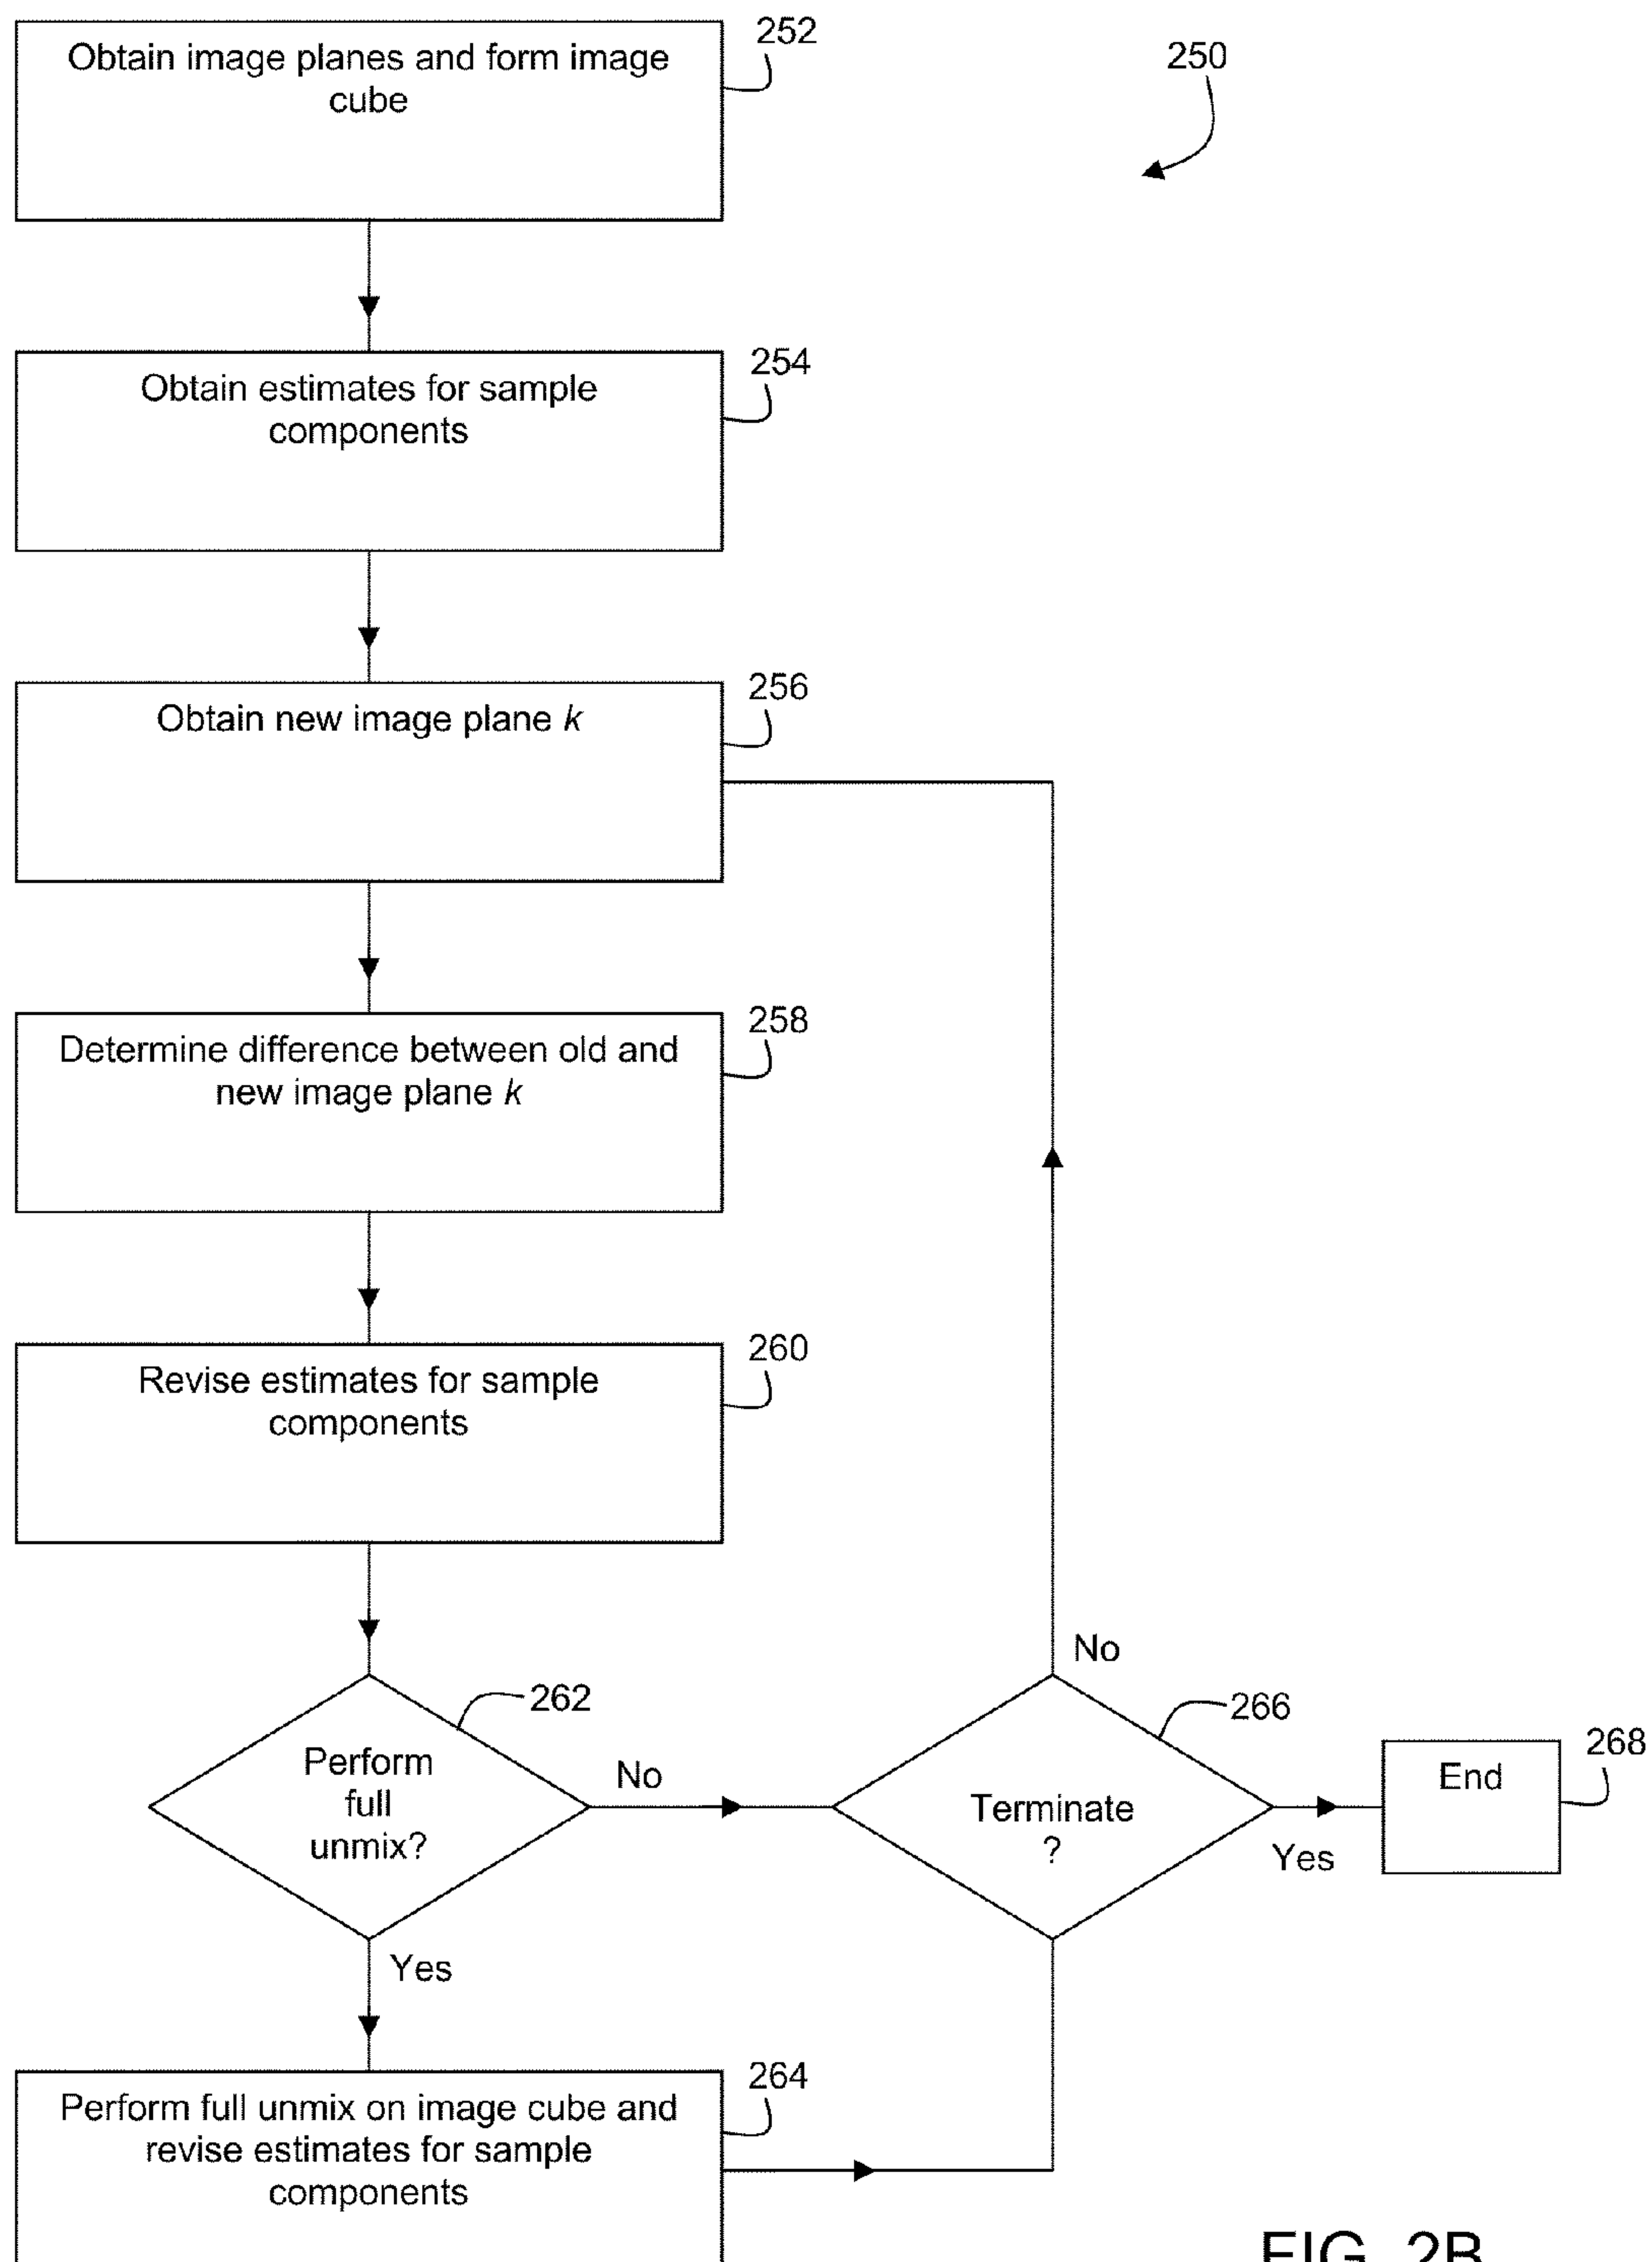 Obtain image planes and form image
cube
252
250
Obtain estimates for sample
components
254
Obtain new image plane k
256
Determine difference between old and
new image plane k
258
Revise estimates for sample
components
260
Perform
full
unmix?
262
No
Yes
Terminate
?
266
No
Yes
End
268
Perform full unmix on image cube and
revise estimates for sample
components
264
FIG. 2B